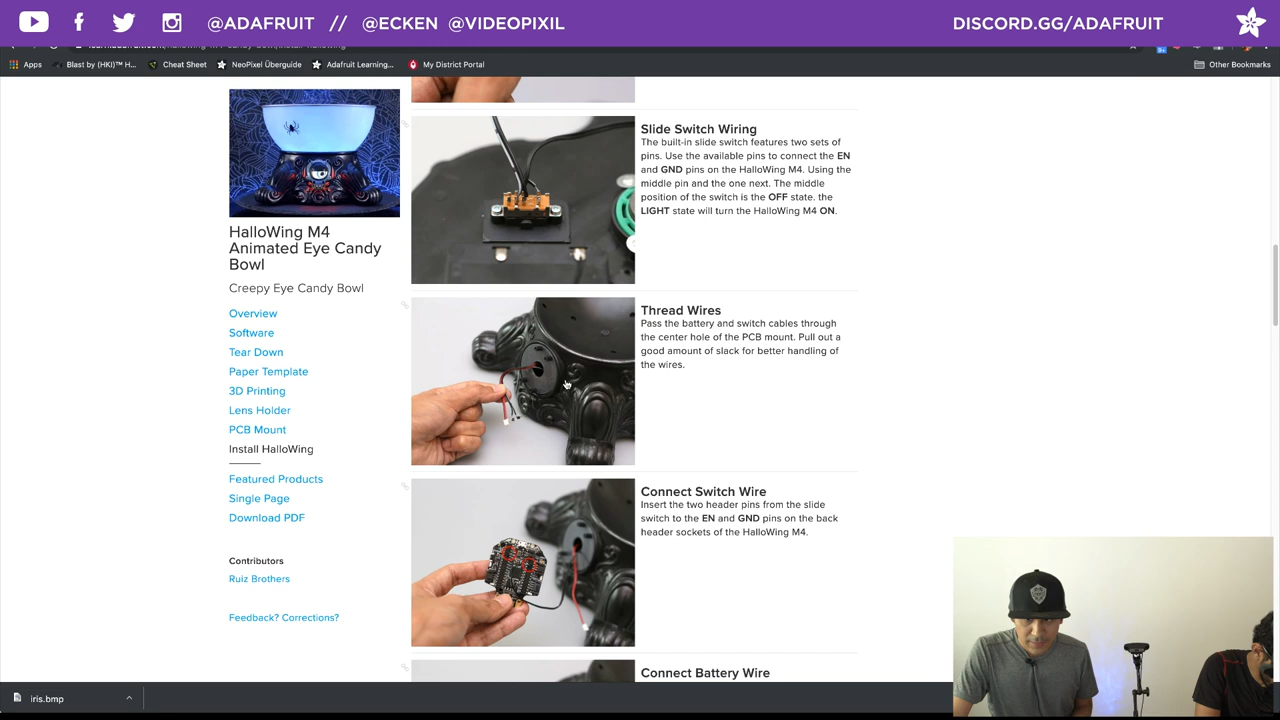 @ADAFRUIT // @ECKEN @VIDEOPIXIL
DISCORD.GG/ADAFRUIT
Apps
Blast by (HKI)™ H...
Cheat Sheet
NeoPixel Überguide
Adafruit Learning...
My District Portal
Other Bookmarks
HalloWing M4
Animated Eye Candy
Bowl
Creepy Eye Candy Bowl
Overview
Software
Tear Down
Paper Template
3D Printing
Lens Holder
PCB Mount
Install HalloWing
Featured Products
Single Page
Download PDF
Contributors
Ruiz Brothers
Feedback? Corrections?
Slide Switch Wiring
The built-in slide switch features two sets of
pins. Use the available pins to connect the EN
and GND pins on the HalloWing M4. Using the
middle pin and the one next. The middle
position of the switch is the OFF state. the
LIGHT state will turn the HalloWing M4 ON.
Thread Wires
Pass the battery and switch cables through
the center hole of the PCB mount. Pull out a
good amount of slack for better handling of
the wires.
Connect Switch Wire
Insert the two header pins from the slide
switch to the EN and GND pins on the back
header sockets of the HalloWing M4.
Connect Battery Wire
iris.bmp